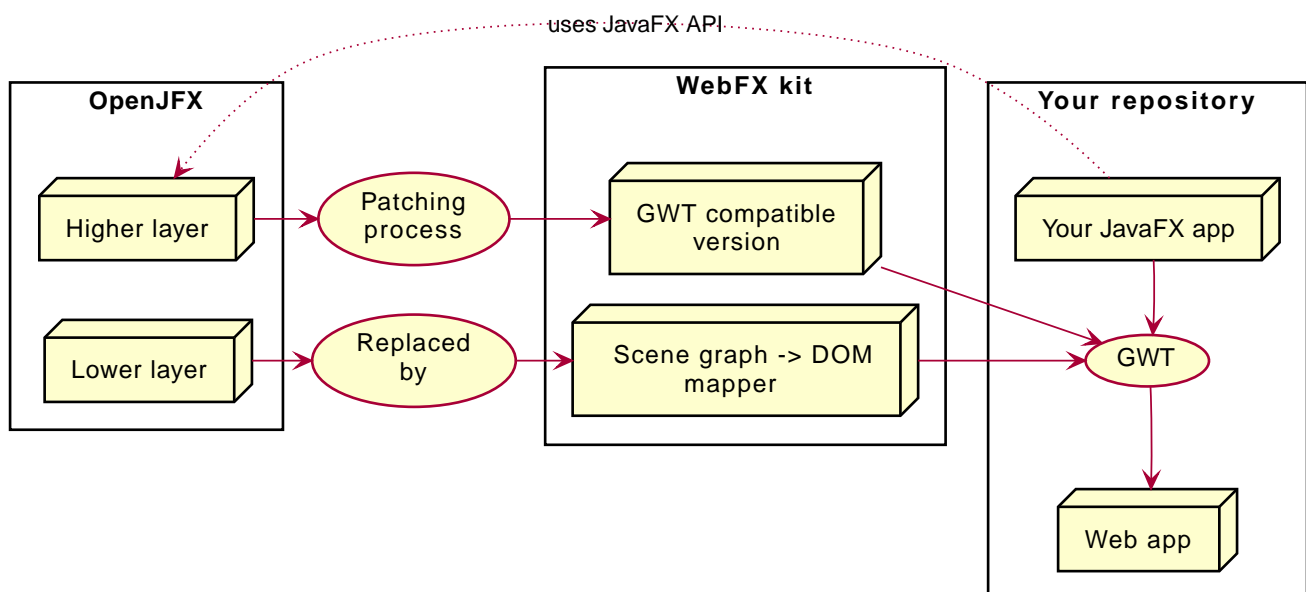 uses JavaFX API
OpenJFX
Higher layer
Lower layer
Patching
process
Replaced
by
WebFX kit
GWT compatible
version
Scene graph -> DOM
mapper
Your repository
Your JavaFX app
GWT
Web app